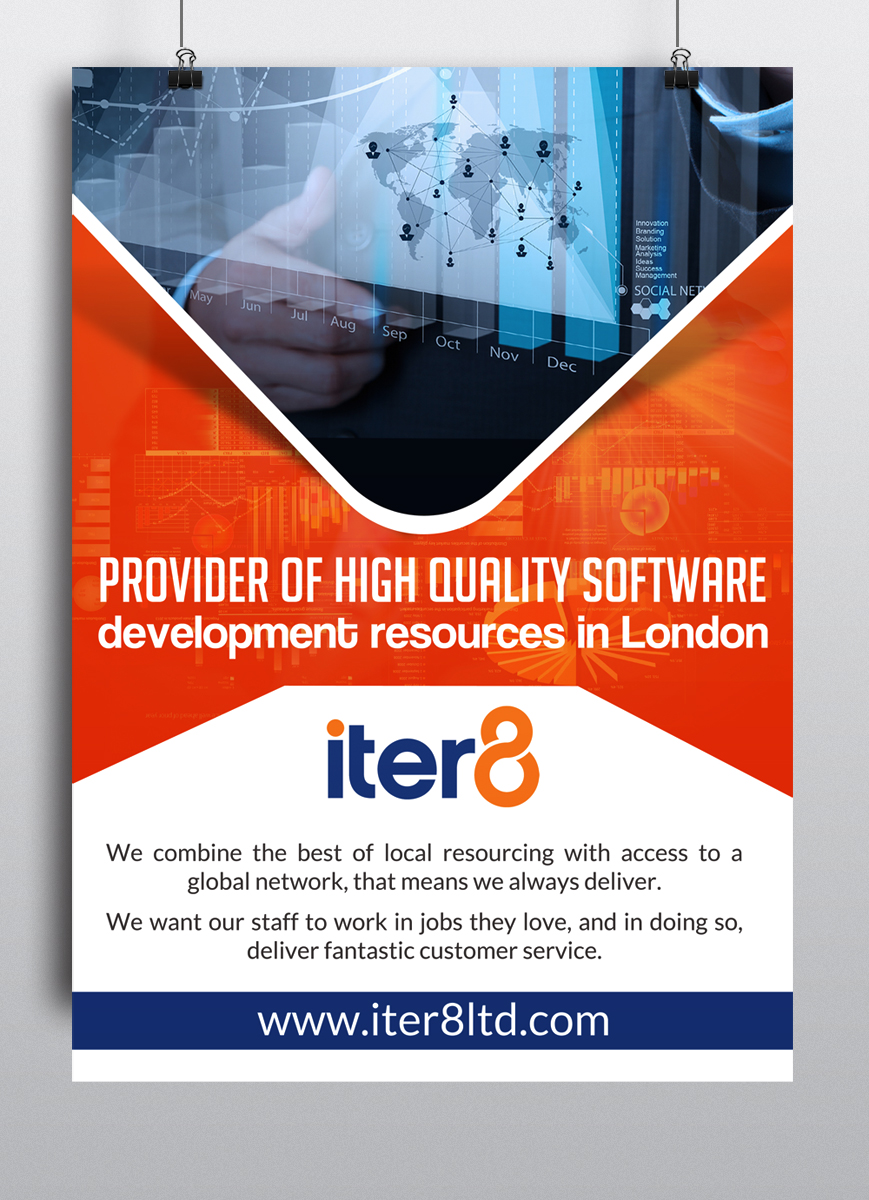 Innovation
Branding
Solution
Marketing
Analysis
Ideas
Success
Management
SOCIAL NET
May
Jun
Jul
Aug
Sep
Oct
Nov
Dec
PROVIDER OF HIGH QUALITY SOFTWARE
development resources in London
iter8
We combine the best of local resourcing with access to a
global network, that means we always deliver.
We want our staff to work in jobs they love, and in doing so,
deliver fantastic customer service.
www.iter8ltd.com